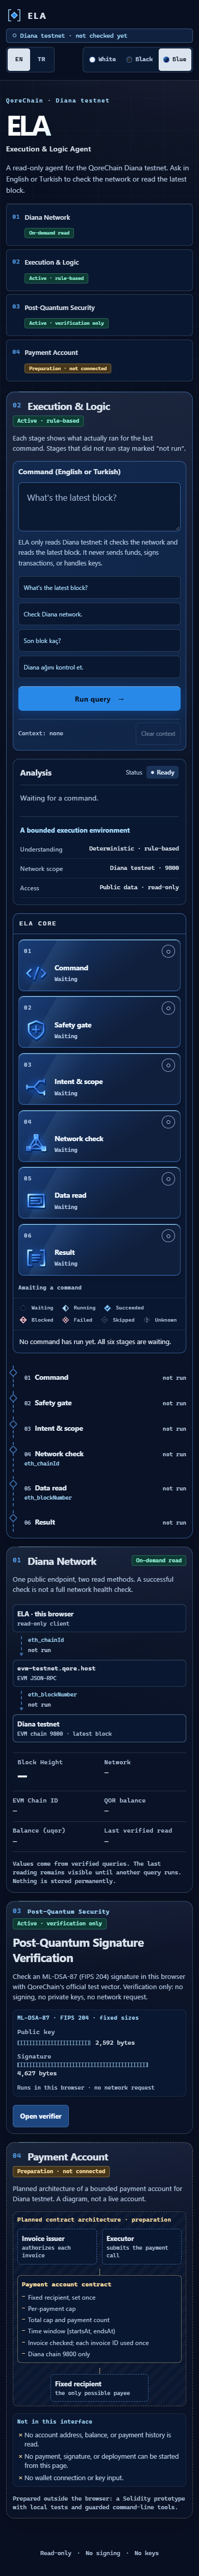 ELA
Diana testnet · not checked yet
EN TR White Black Blue
QoreChain · Diana testnet
ELA
Execution & Logic Agent
A read-only agent for the QoreChain Diana testnet. Ask in
English or Turkish to check the network or read the latest
block.
01 Diana Network
On-demand read
02 Execution & Logic
Active · rule-based
03 Post-Quantum Security
Active · verification only
04 Payment Account
Preparation · not connected
02 Execution & Logic
Active · rule-based
Each stage shows what actually ran for the last
command. Stages that did not run stay marked "not run".
Command (English or Turkish)
What's the latest block?
ELA only reads Diana testnet: it checks the network and
reads the latest block. It never sends funds, signs
transactions, or handles keys.
What's the latest block?
Check Diana network.
Son blok kaç?
Diana ağını kontrol et.
Run query →
Context: none Clear context
Analysis Status Ready
Waiting for a command.
A bounded execution environment
Understanding Deterministic · rule-based
Network scope Diana testnet · 9800
Access Public data · read-only
ELA CORE
01
Command
Waiting
02
Safety gate
Waiting
03
Intent & scope
Waiting
04
Network check
Waiting
05
Data read
Waiting
06
Result
Waiting
Awaiting a command
Waiting Running Succeeded
Blocked Failed Skipped Unknown
No command has run yet. All six stages are waiting.
01 Command not run
02 Safety gate not run
03 Intent & scope not run
04 Network check not run
eth_chainId
05 Data read not run
eth_blockNumber
06 Result not run
01 Diana Network On-demand read
One public endpoint, two read methods. A successful
check is not a full network health check.
ELA · this browser
read-only client
eth_chainId
not run
evm-testnet.qore.host
EVM JSON-RPC
eth_blockNumber
not run
Diana testnet
EVM chain 9800 · latest block
Block Height Network
— —
EVM Chain ID QOR balance
— —
Balance (uqor) Last verified read
— —
Values come from verified queries. The last
reading remains visible until another query runs.
Nothing is stored permanently.
03 Post-Quantum Security
Active · verification only
Post-Quantum Signature
Verification
Check an ML-DSA-87 (FIPS 204) signature in this browser
with QoreChain's official test vector. Verification only: no
signing, no private keys, no network request.
ML-DSA-87 · FIPS 204 · fixed sizes
Public key
2,592 bytes
Signature
4,627 bytes
Runs in this browser · no network request
Open verifier
04 Payment Account
Preparation · not connected
Planned architecture of a bounded payment account for
Diana testnet. A diagram, not a live account.
Planned contract architecture · preparation
Invoice issuer Executor
authorizes each submits the payment
invoice call
Payment account contract
— Fixed recipient, set once
— Per-payment cap
— Total cap and payment count
— Time window [startsAt, endsAt)
— Invoice checked; each invoice ID used once
— Diana chain 9800 only
Fixed recipient
the only possible payee
Not in this interface
× No account address, balance, or payment history is
read.
× No payment, signature, or deployment can be started
from this page.
× No wallet connection or key input.
Prepared outside the browser: a Solidity prototype
with local tests and guarded command-line tools.
Read-only · No signing · No keys